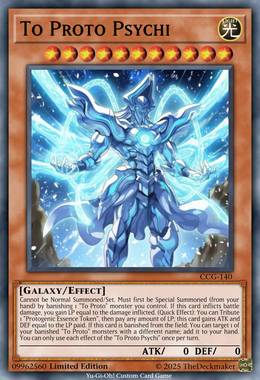 To Proto Psychi
光
CCG-140
[Galaxy/Effect]
Cannot be Normal Summoned/Set. Must first be Special Summoned (from your
hand) by banishing 1 "To Proto" monster you control. If this card inflicts battle
damage, you gain LP equal to the damage inflicted. (Quick Effect): You can Tribute
1 "Protogenic Essence Token", then pay any amount of LP; this card gains ATK and
DEF equal to the LP paid. If this card is banished from the field: You can target 1 of
your banished "To Proto" monsters with a different name; add it to your hand.
You can only use each effect of the "To Proto Psychi" once per turn.
ATK/ 0 DEF/ 0
09962560 Limited Edition © 2025 TheDeckmaker
Yu-Gi-Oh! Custom Card Game